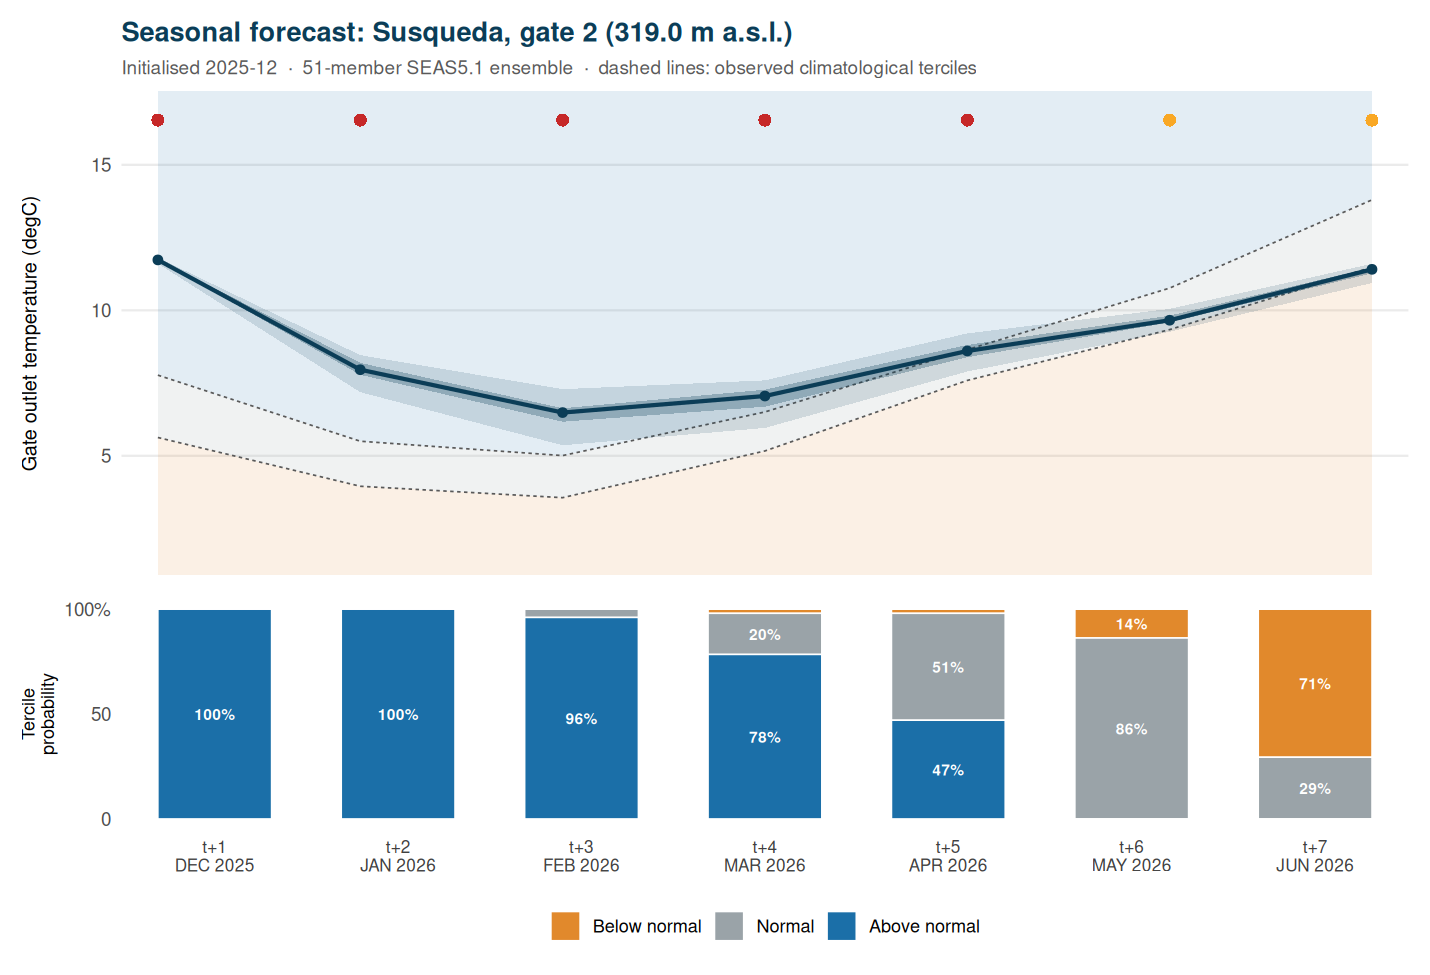 Seasonal forecast: Susqueda, gate 2 (319.0 m a.s.l.)
Initialised 2025-12 · 51-member SEAS5.1 ensemble · dashed lines: observed climatological terciles
Gate outlet temperature (degC)
15
10
5
Tercile
probability
100%
50
0
100%
100%
96%
20%
78%
51%
47%
14%
86%
71%
29%
t+1
DEC 2025
t+2
JAN 2026
t+3
FEB 2026
t+4
MAR 2026
t+5
APR 2026
t+6
MAY 2026
t+7
JUN 2026
Below normal
Normal
Above normal